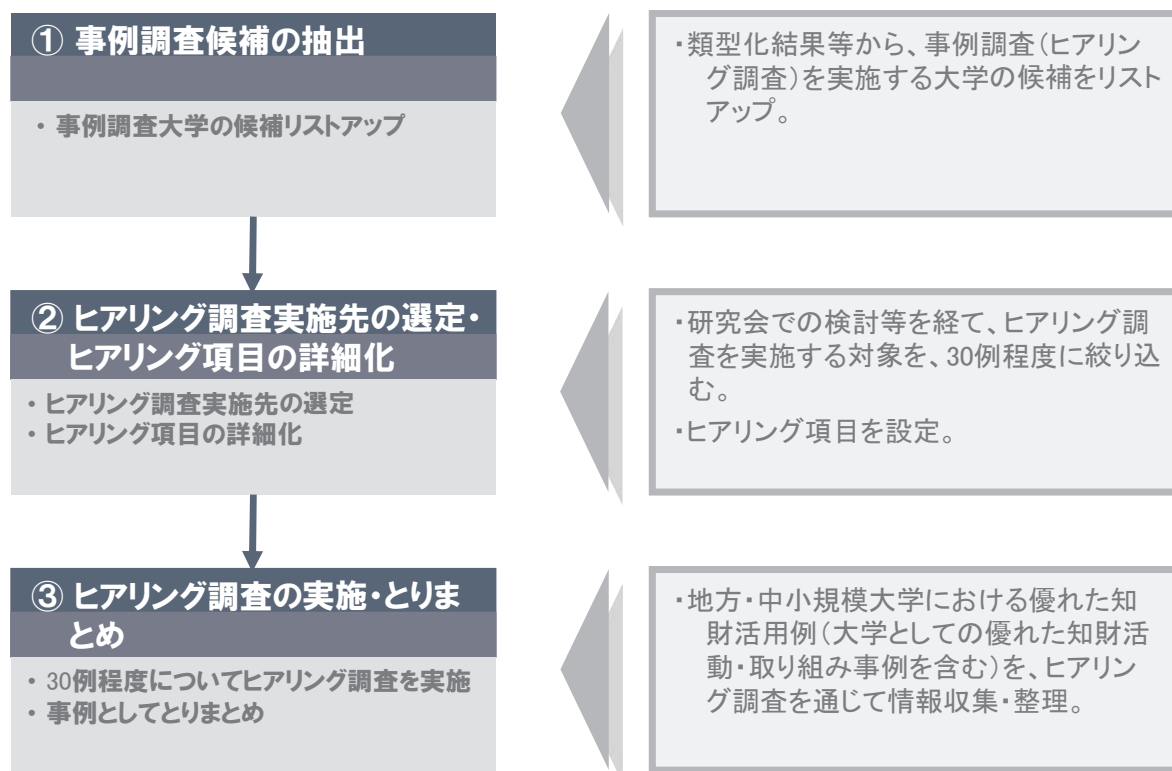 ① 事例調査候補の抽出
・ 事例調査大学の候補リストアップ
・類型化結果等から、事例調査(ヒアリン
グ調査)を実施する大学の候補をリスト
アップ。
② ヒアリング調査実施先の選定・
ヒアリング項目の詳細化
・ ヒアリング調査実施先の選定
・ ヒアリング項目の詳細化
・研究会での検討等を経て、ヒアリング調
査を実施する対象を、30例程度に絞り込
む。
・ヒアリング項目を設定。
③ ヒアリング調査の実施・とりま
とめ
・ 30例程度についてヒアリング調査を実施
・ 事例としてとりまとめ
・地方・中小規模大学における優れた知
財活用例(大学としての優れた知財活
動・取り組み事例を含む)を、ヒアリン
グ調査を通じて情報収集・整理。